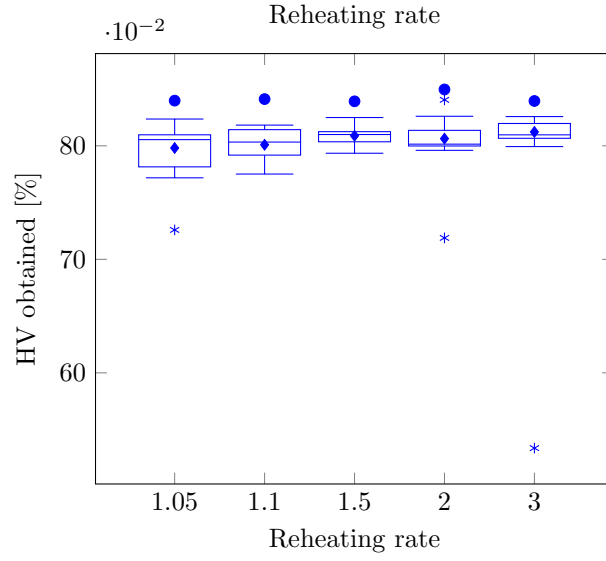 Reheating rate
·10−2
80
70
60
HV obtained [%]
1.05 1.1 1.5 2 3
Reheating rate